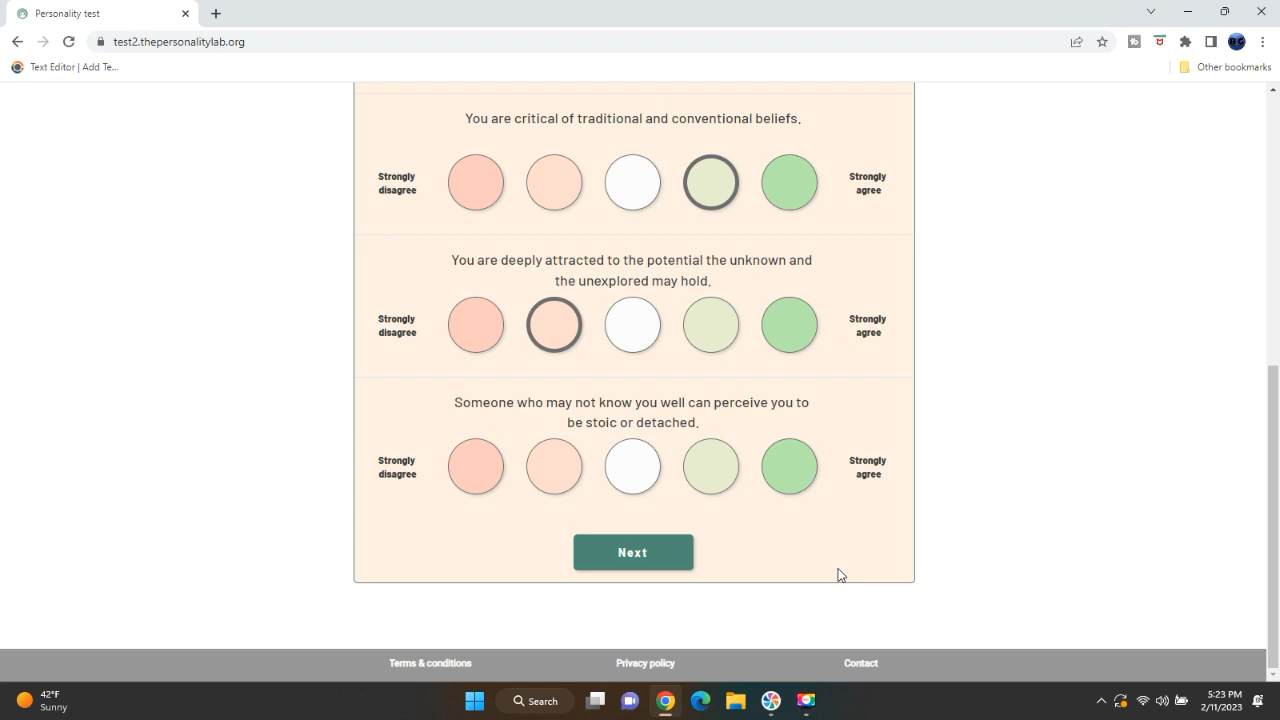 Personality test
test2.thepersonalitylab.org
Text Editor | Add Te...
Other bookmarks
You are critical of traditional and conventional beliefs.
Strongly
disagree
Strongly
agree
You are deeply attracted to the potential the unknown and
the unexplored may hold.
Strongly
disagree
Strongly
agree
Someone who may not know you well can perceive you to
be stoic or detached.
Strongly
disagree
Strongly
agree
Next
Terms & conditions
Privacy policy
Contact
42°F
Sunny
Search
5:23 PM
2/11/2023